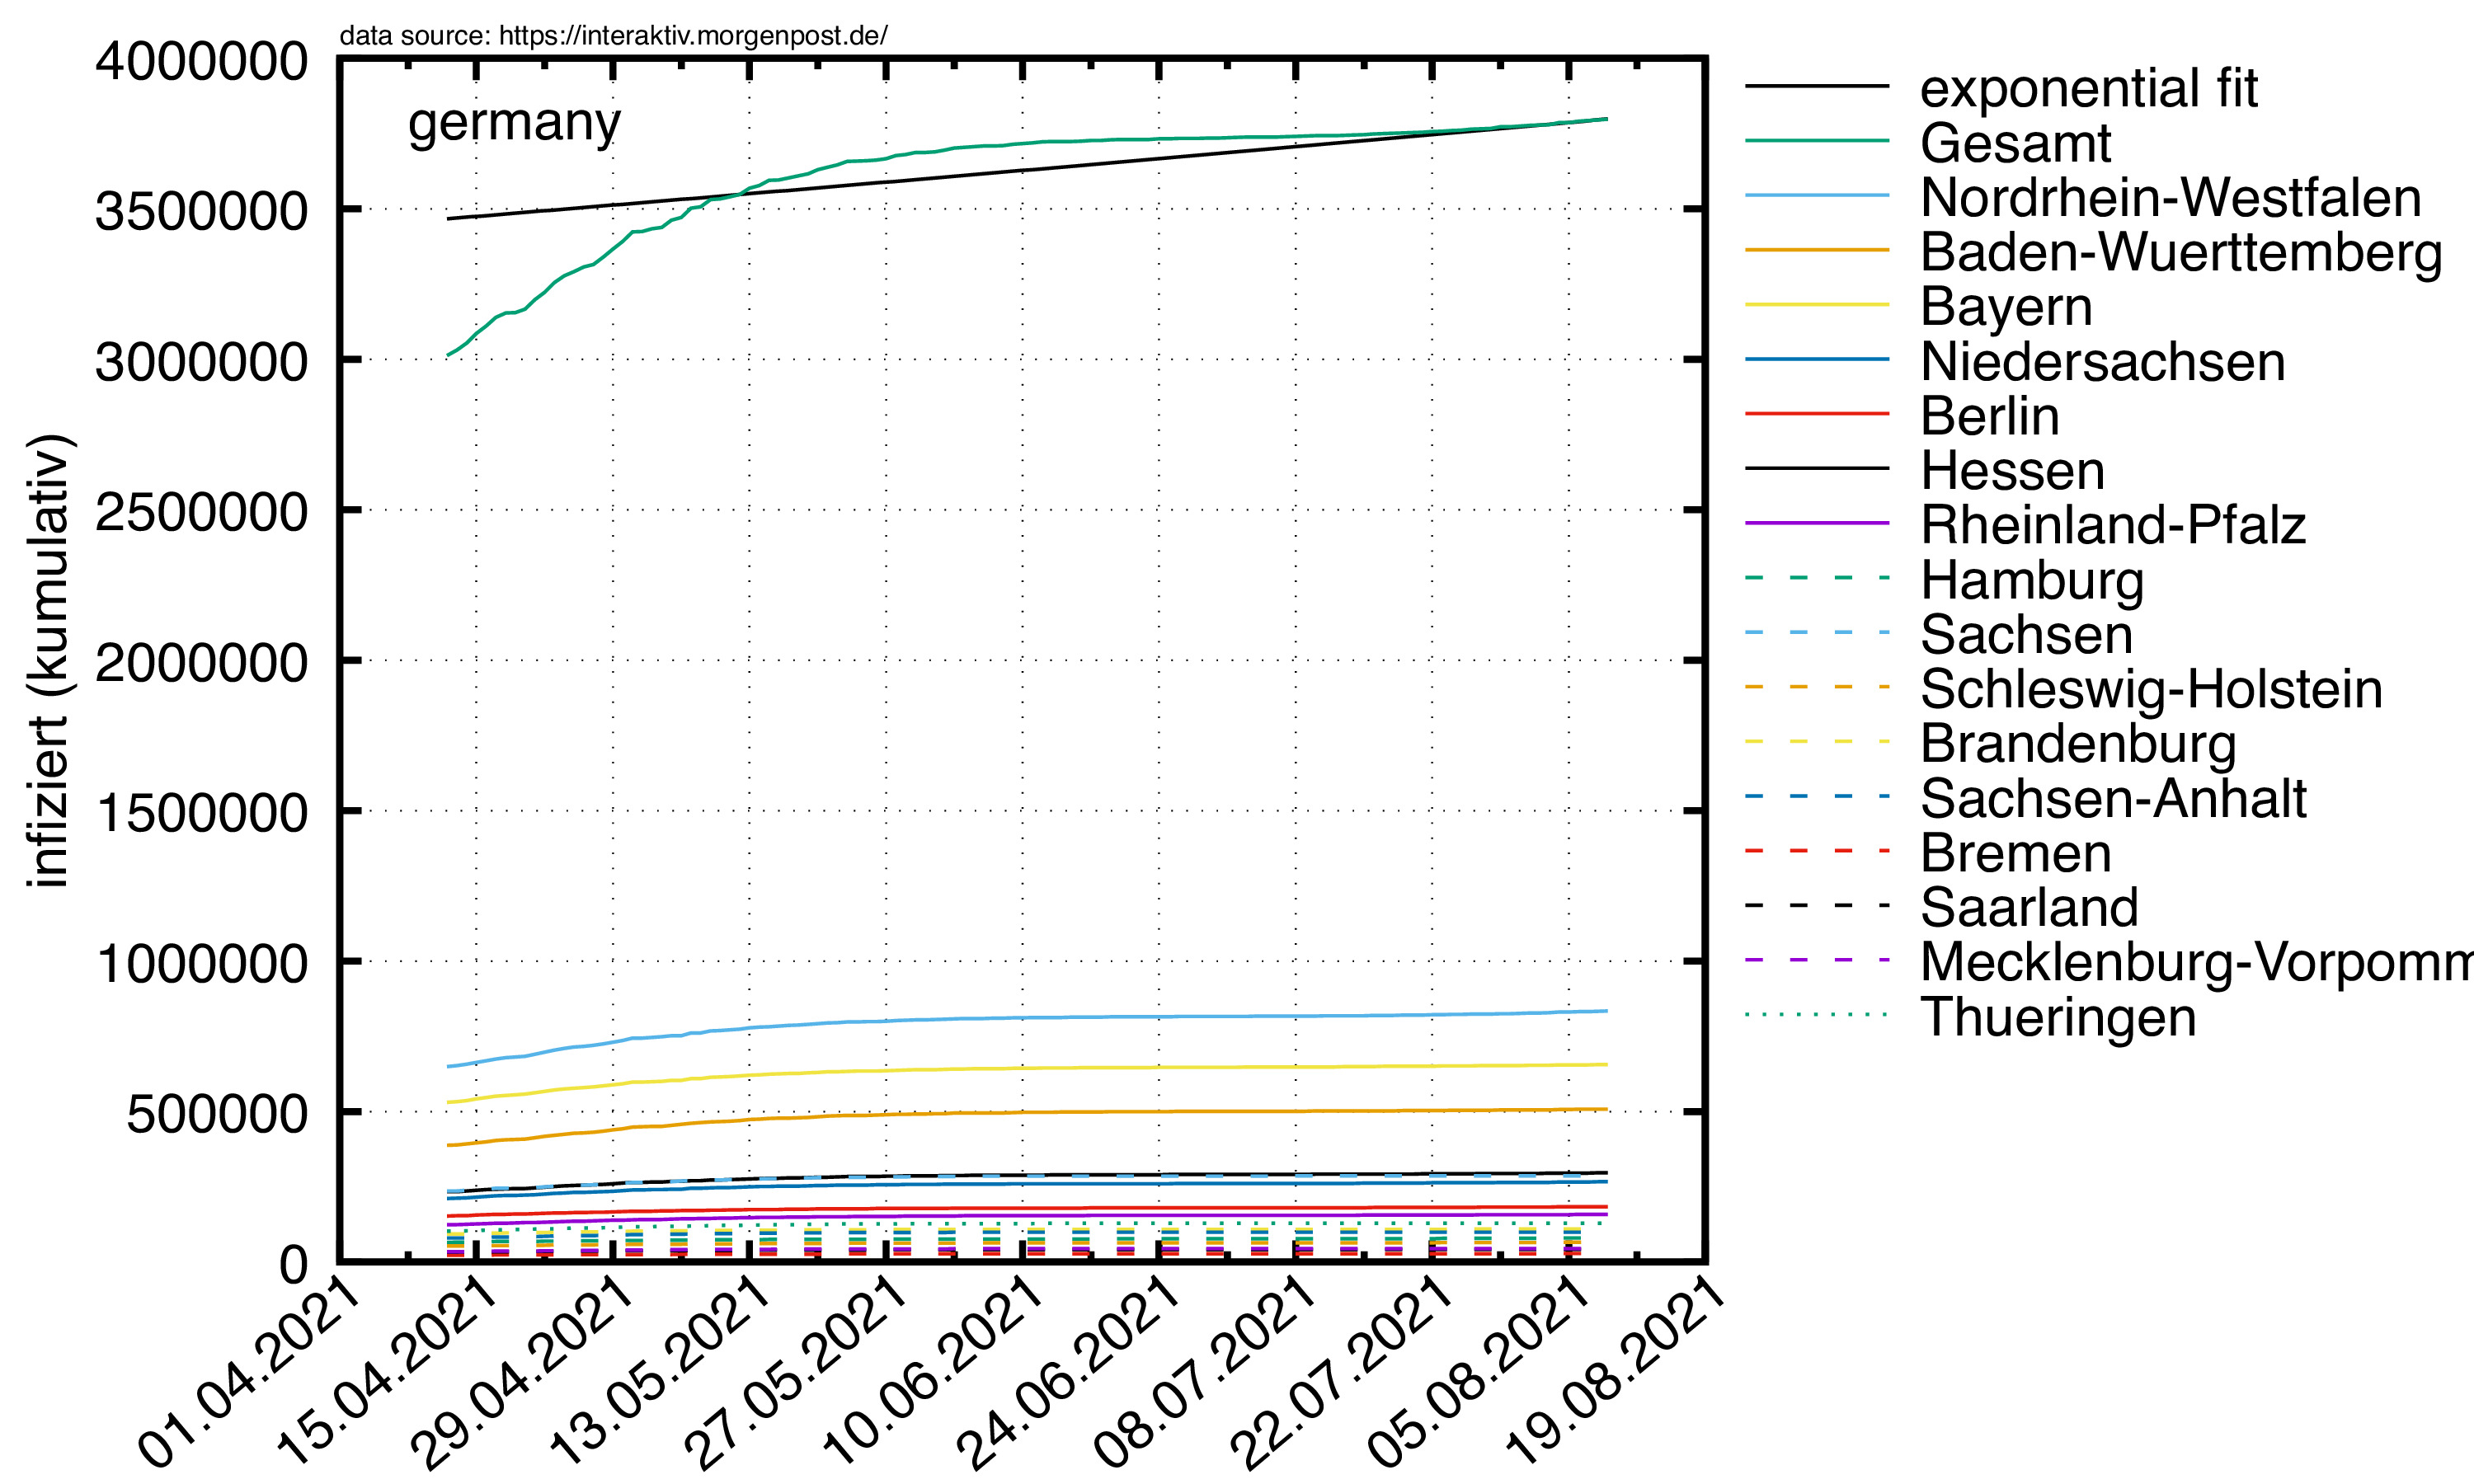 data source: https://interaktiv.morgenpost.de/
germany
infiziert (kumulativ)
4000000
3500000
3000000
2500000
2000000
1500000
1000000
500000
0
01.04.2021
15.04.2021
29.04.2021
13.05.2021
27.05.2021
10.06.2021
24.06.2021
08.07.2021
22.07.2021
05.08.2021
19.08.2021
exponential fit
Gesamt
Nordrhein-Westfalen
Baden-Wuerttemberg
Bayern
Niedersachsen
Berlin
Hessen
Rheinland-Pfalz
Hamburg
Sachsen
Schleswig-Holstein
Brandenburg
Sachsen-Anhalt
Bremen
Saarland
Mecklenburg-Vorpomm
Thueringen